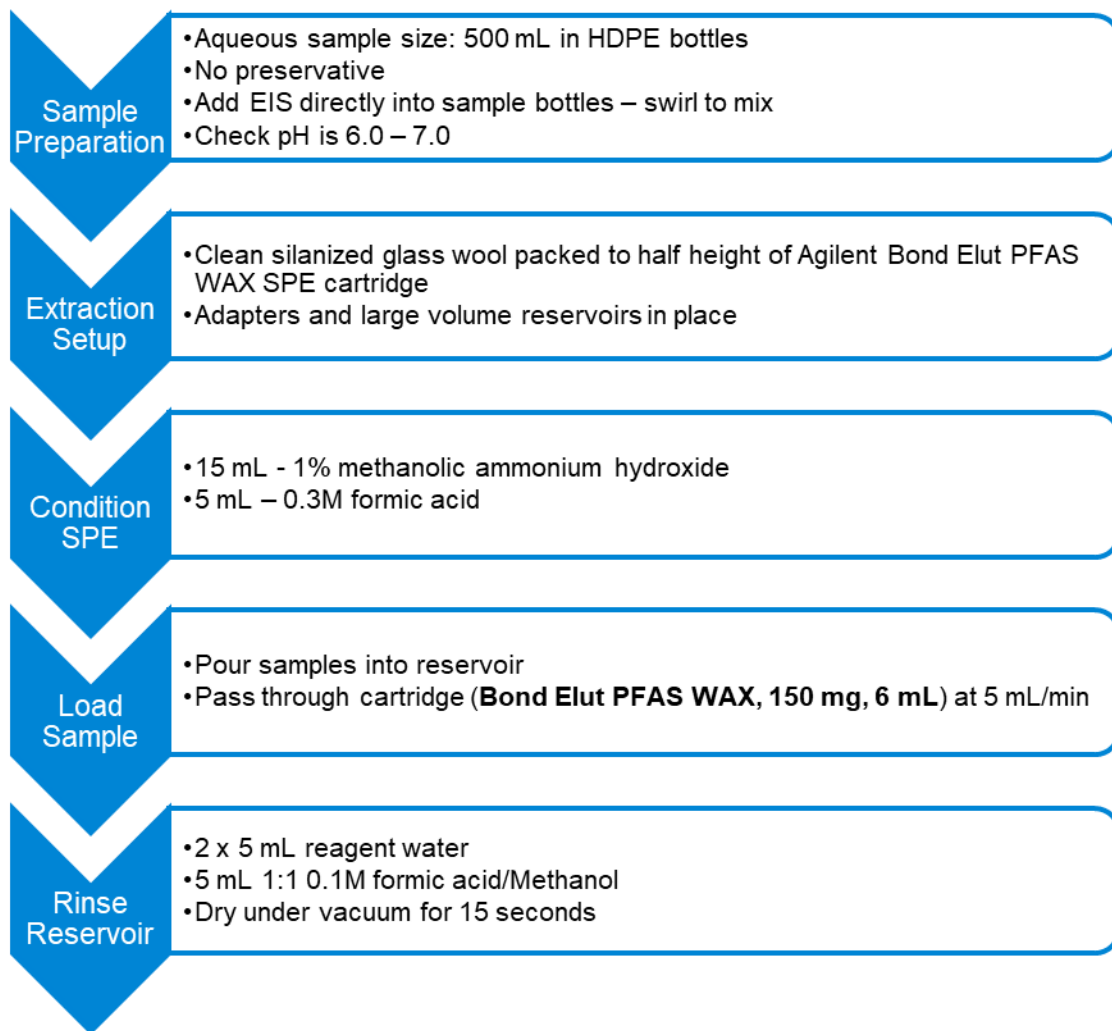 Sample
Preparation
•Aqueous sample size: 500 mL in HDPE bottles
•No preservative
•Add EIS directly into sample bottles – swirl to mix
•Check pH is 6.0 – 7.0
Extraction
Setup
•Clean silanized glass wool packed to half height of Agilent Bond Elut PFAS
WAX SPE cartridge
•Adapters and large volume reservoirs in place
Condition
SPE
•15 mL - 1% methanolic ammonium hydroxide
•5 mL – 0.3M formic acid
Load
Sample
•Pour samples into reservoir
•Pass through cartridge (Bond Elut PFAS WAX, 150 mg, 6 mL) at 5 mL/min
Rinse
Reservoir
•2 x 5 mL reagent water
•5 mL 1:1 0.1M formic acid/Methanol
•Dry under vacuum for 15 seconds